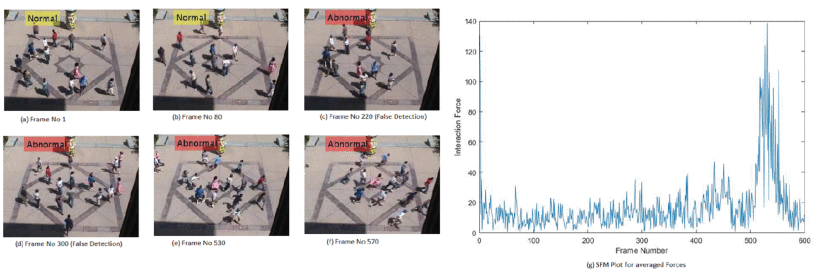 Normal
Normal
Abnormal
(a) Frame No 1
(b) Frame No 80
(c) Frame No 220 (False Detection)
Abnormal
Abnormal
Abnormal
(d) Frame No 300 (False Detection)
(e) Frame No 530
(f) Frame No 570
140
120
100
80
60
40
20
0
Interaction Force
0 100 200 300 400 500 600
Frame Number
(g) SFM Plot for averaged Forces